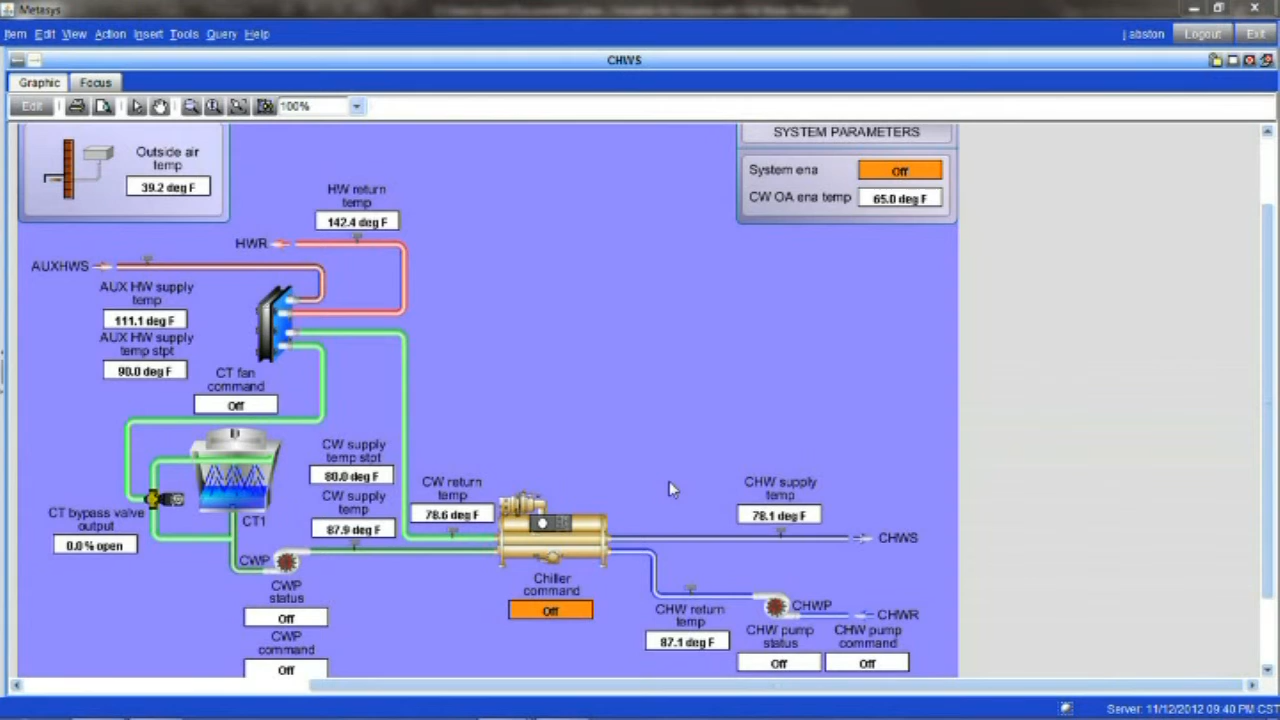 Metasys
Item Edit View Action Insert Tools Query Help
jabston Logout Exit
CHWS
Graphic Focus
Edit 100%
Outside air
temp
39.2 deg F
SYSTEM PARAMETERS
System ena Off
CW OA ena temp 65.0 deg F
HW return
temp
142.4 deg F
HWR
AUXHWS
AUX HW supply
temp
111.1 deg F
AUX HW supply
temp stpt
90.0 deg F
CT fan
command
Off
CW supply
temp stpt
80.0 deg F
CW supply
temp
87.9 deg F
CW return
temp
78.6 deg F
CHW supply
temp
78.1 deg F
CHWS
CT bypass valve
output
0.0 % open
CT1
CWP
CWP
status
Off
CWP
command
Off
Chiller
command
Off
CHW return
temp
87.1 deg F
CHWP
CHWR
CHW pump
status
Off
CHW pump
command
Off
Server: 11/12/2012 09:40 PM CST